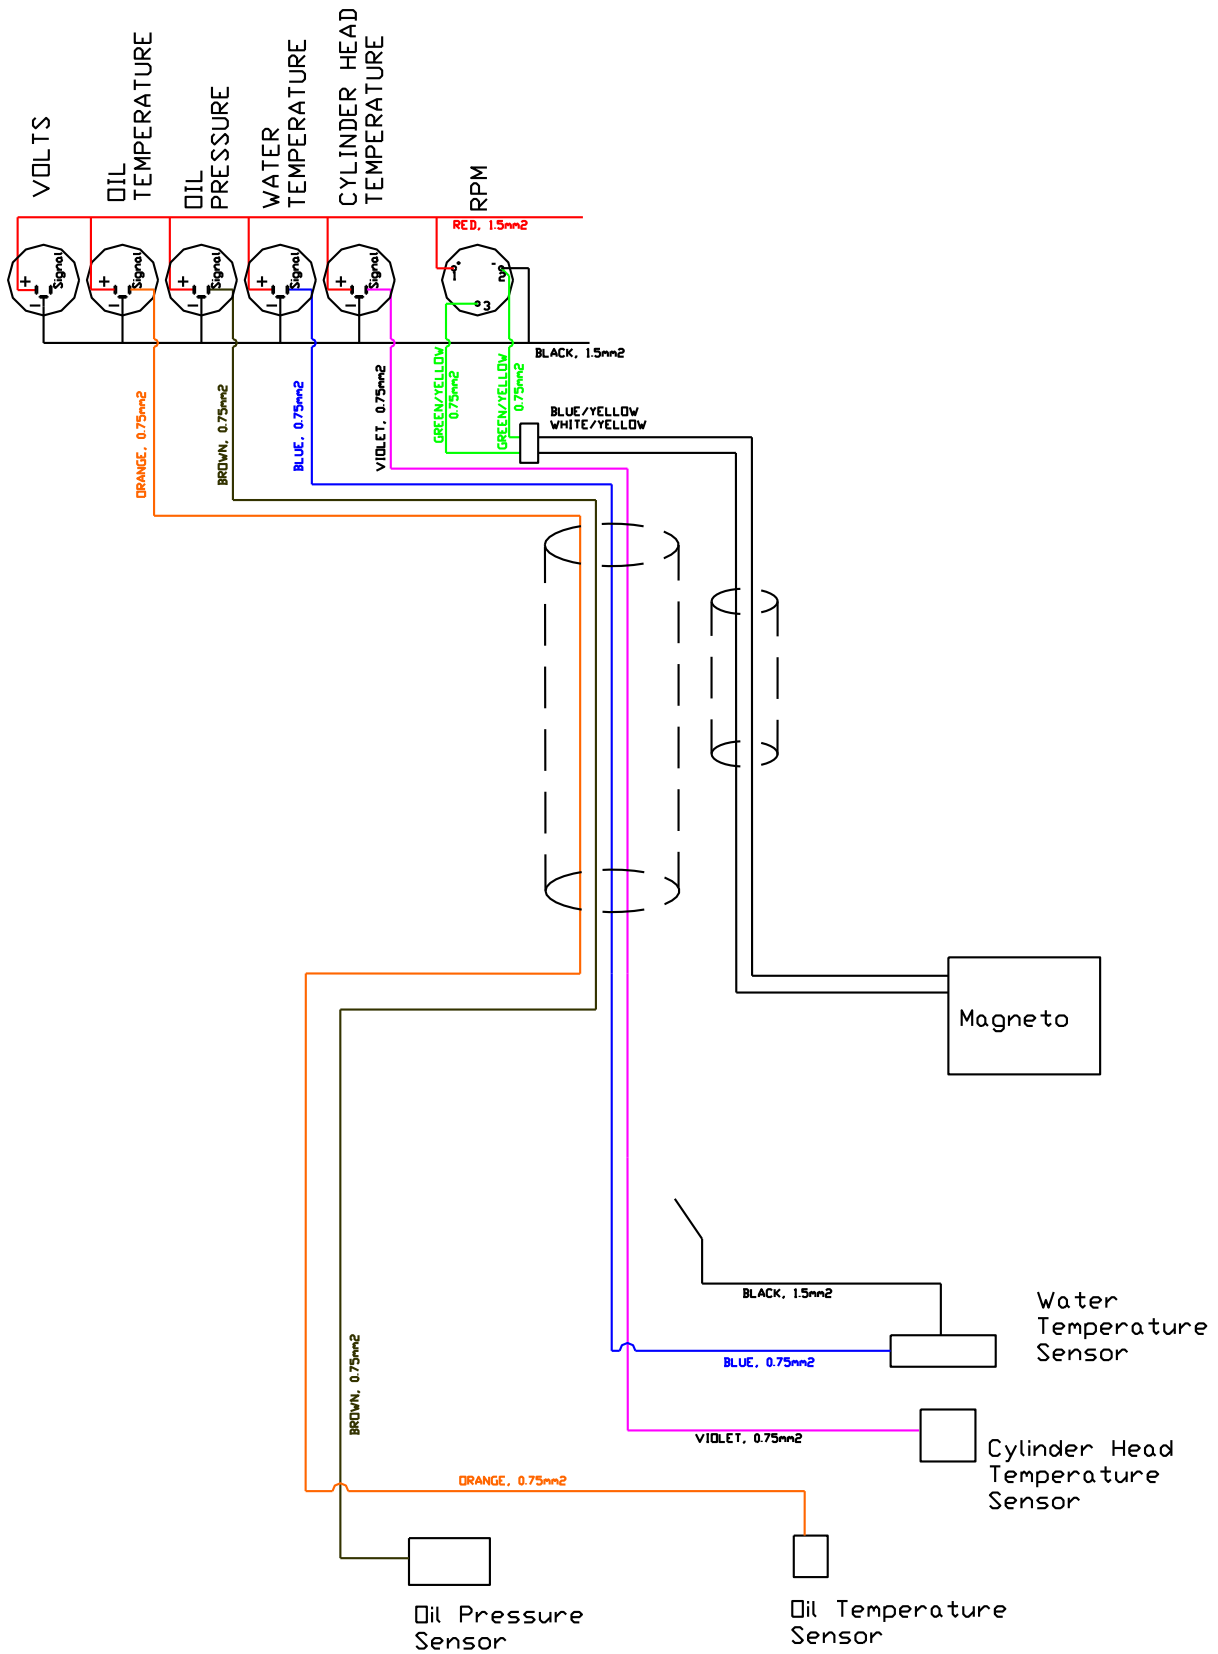 VOLTS
OIL
TEMPERATURE
OIL
PRESSURE
WATER
TEMPERATURE
CYLINDER HEAD
TEMPERATURE
RPM
RED, 1.5mm2
+
Signal
-
+
Signal
-
+
Signal
-
+
Signal
-
+
Signal
-
1
+
-
2
3
BLACK, 1.5mm2
ORANGE, 0.75mm2
BROWN, 0.75mm2
BLUE, 0.75mm2
VIOLET, 0.75mm2
GREEN/YELLOW
0.75mm2
GREEN/YELLOW
0.75mm2
BLUE/YELLOW
WHITE/YELLOW
Magneto
BLACK, 1.5mm2
Water
Temperature
Sensor
BLUE, 0.75mm2
BROWN, 0.75mm2
VIOLET, 0.75mm2
Cylinder Head
Temperature
Sensor
ORANGE, 0.75mm2
Oil Pressure
Sensor
Oil Temperature
Sensor